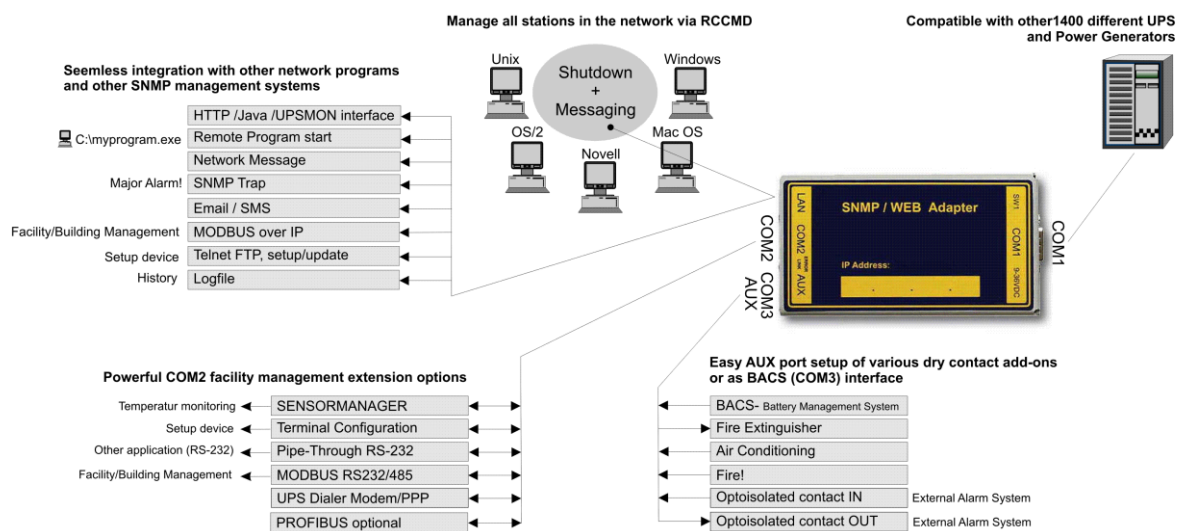 Manage all stations in the network via RCCMD
Compatible with other1400 different UPS
and Power Generators
Unix
Windows
Shutdown
+
Messaging
OS/2
Mac OS
Novell
Seemless integration with other network programs
and other SNMP management systems
HTTP /Java /UPSMON interface
C:\myprogram.exe Remote Program start
Network Message
Major Alarm! SNMP Trap
Email / SMS
Facility/Building Management MODBUS over IP
Setup device Telnet FTP, setup/update
History Logfile
LAN
COM2
ERROR
LINK
AUX
SNMP / WEB Adapter
IP Address:
. . .
SW1
COM1
9-36VDC
COM2
COM3
AUX
COM1
Powerful COM2 facility management extension options
Temperatur monitoring SENSORMANAGER
Setup device Terminal Configuration
Other application (RS-232) Pipe-Through RS-232
Facility/Building Management MODBUS RS232/485
UPS Dialer Modem/PPP
PROFIBUS optional
Easy AUX port setup of various dry contact add-ons
or as BACS (COM3) interface
BACS- Battery Management System
Fire Extinguisher
Air Conditioning
Fire!
Optoisolated contact IN External Alarm System
Optoisolated contact OUT External Alarm System